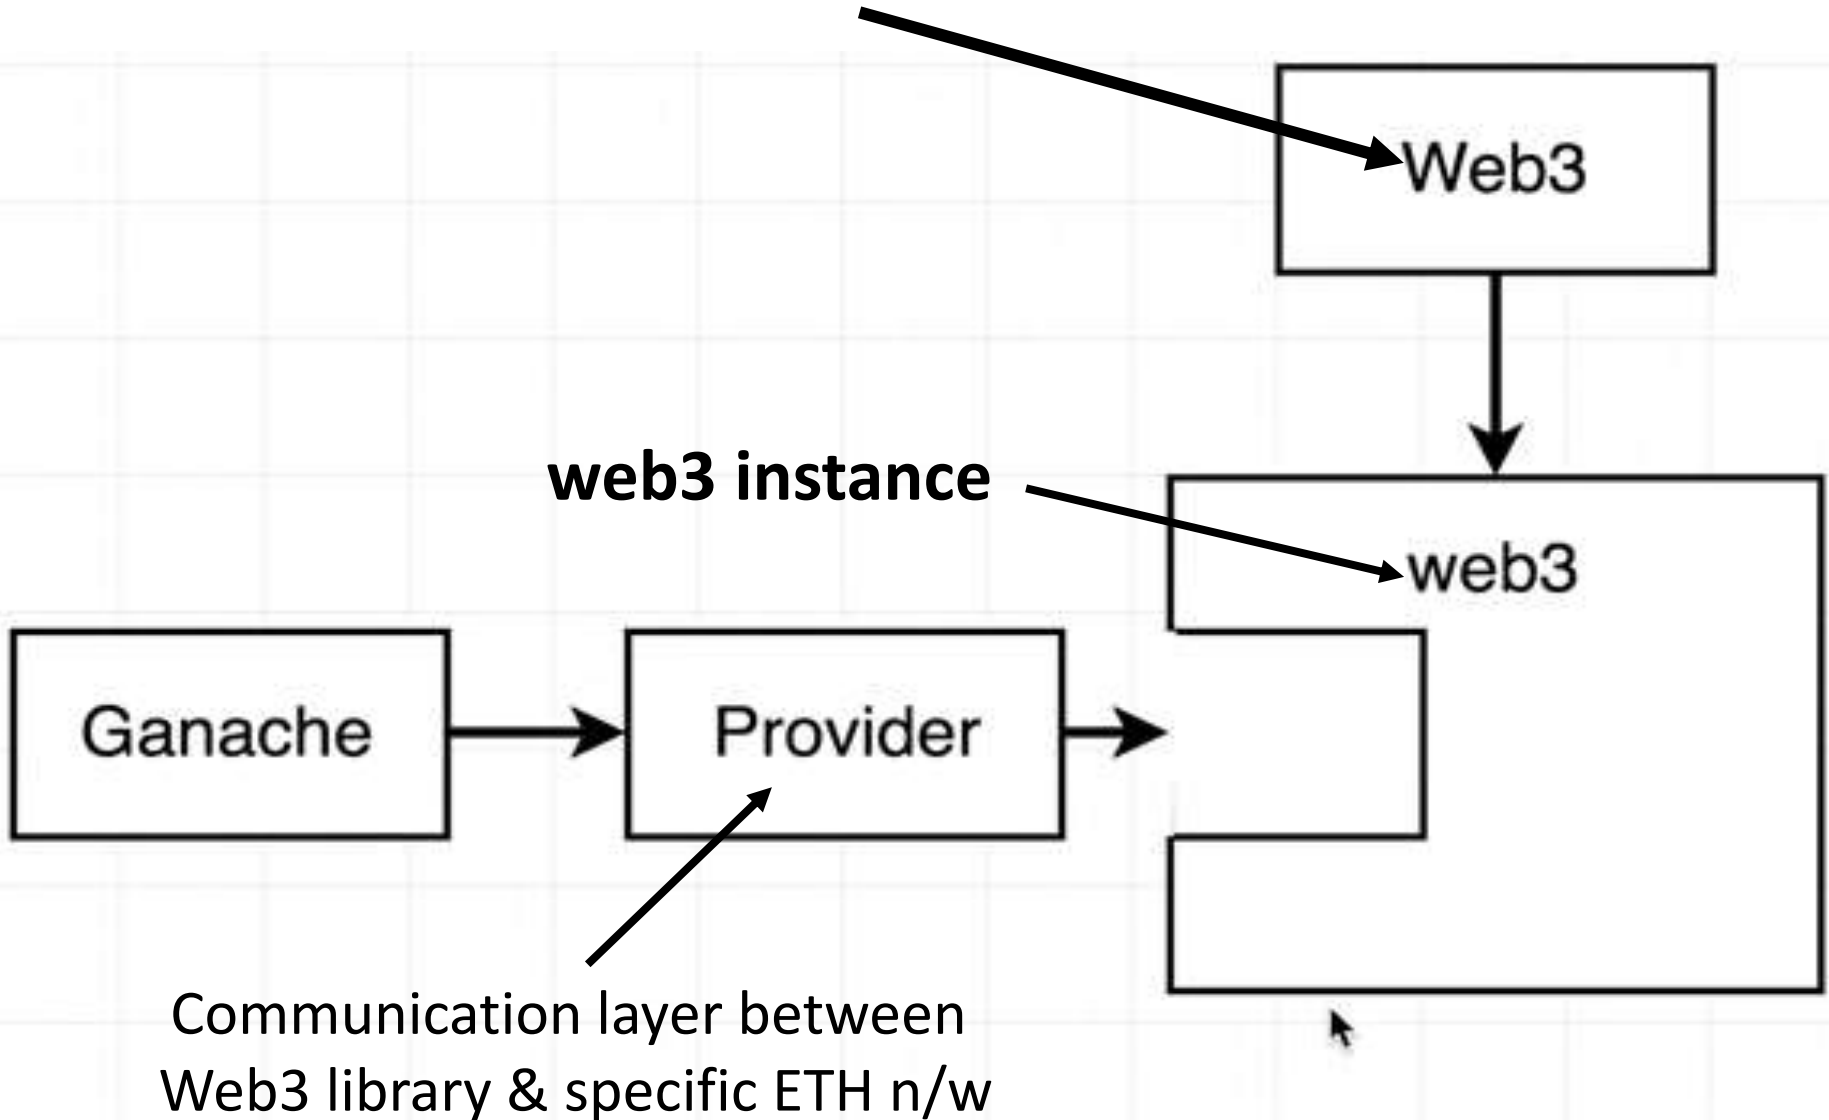 Web3
web3 instance
web3
Ganache
Provider
Communication layer between
Web3 library & specific ETH n/w